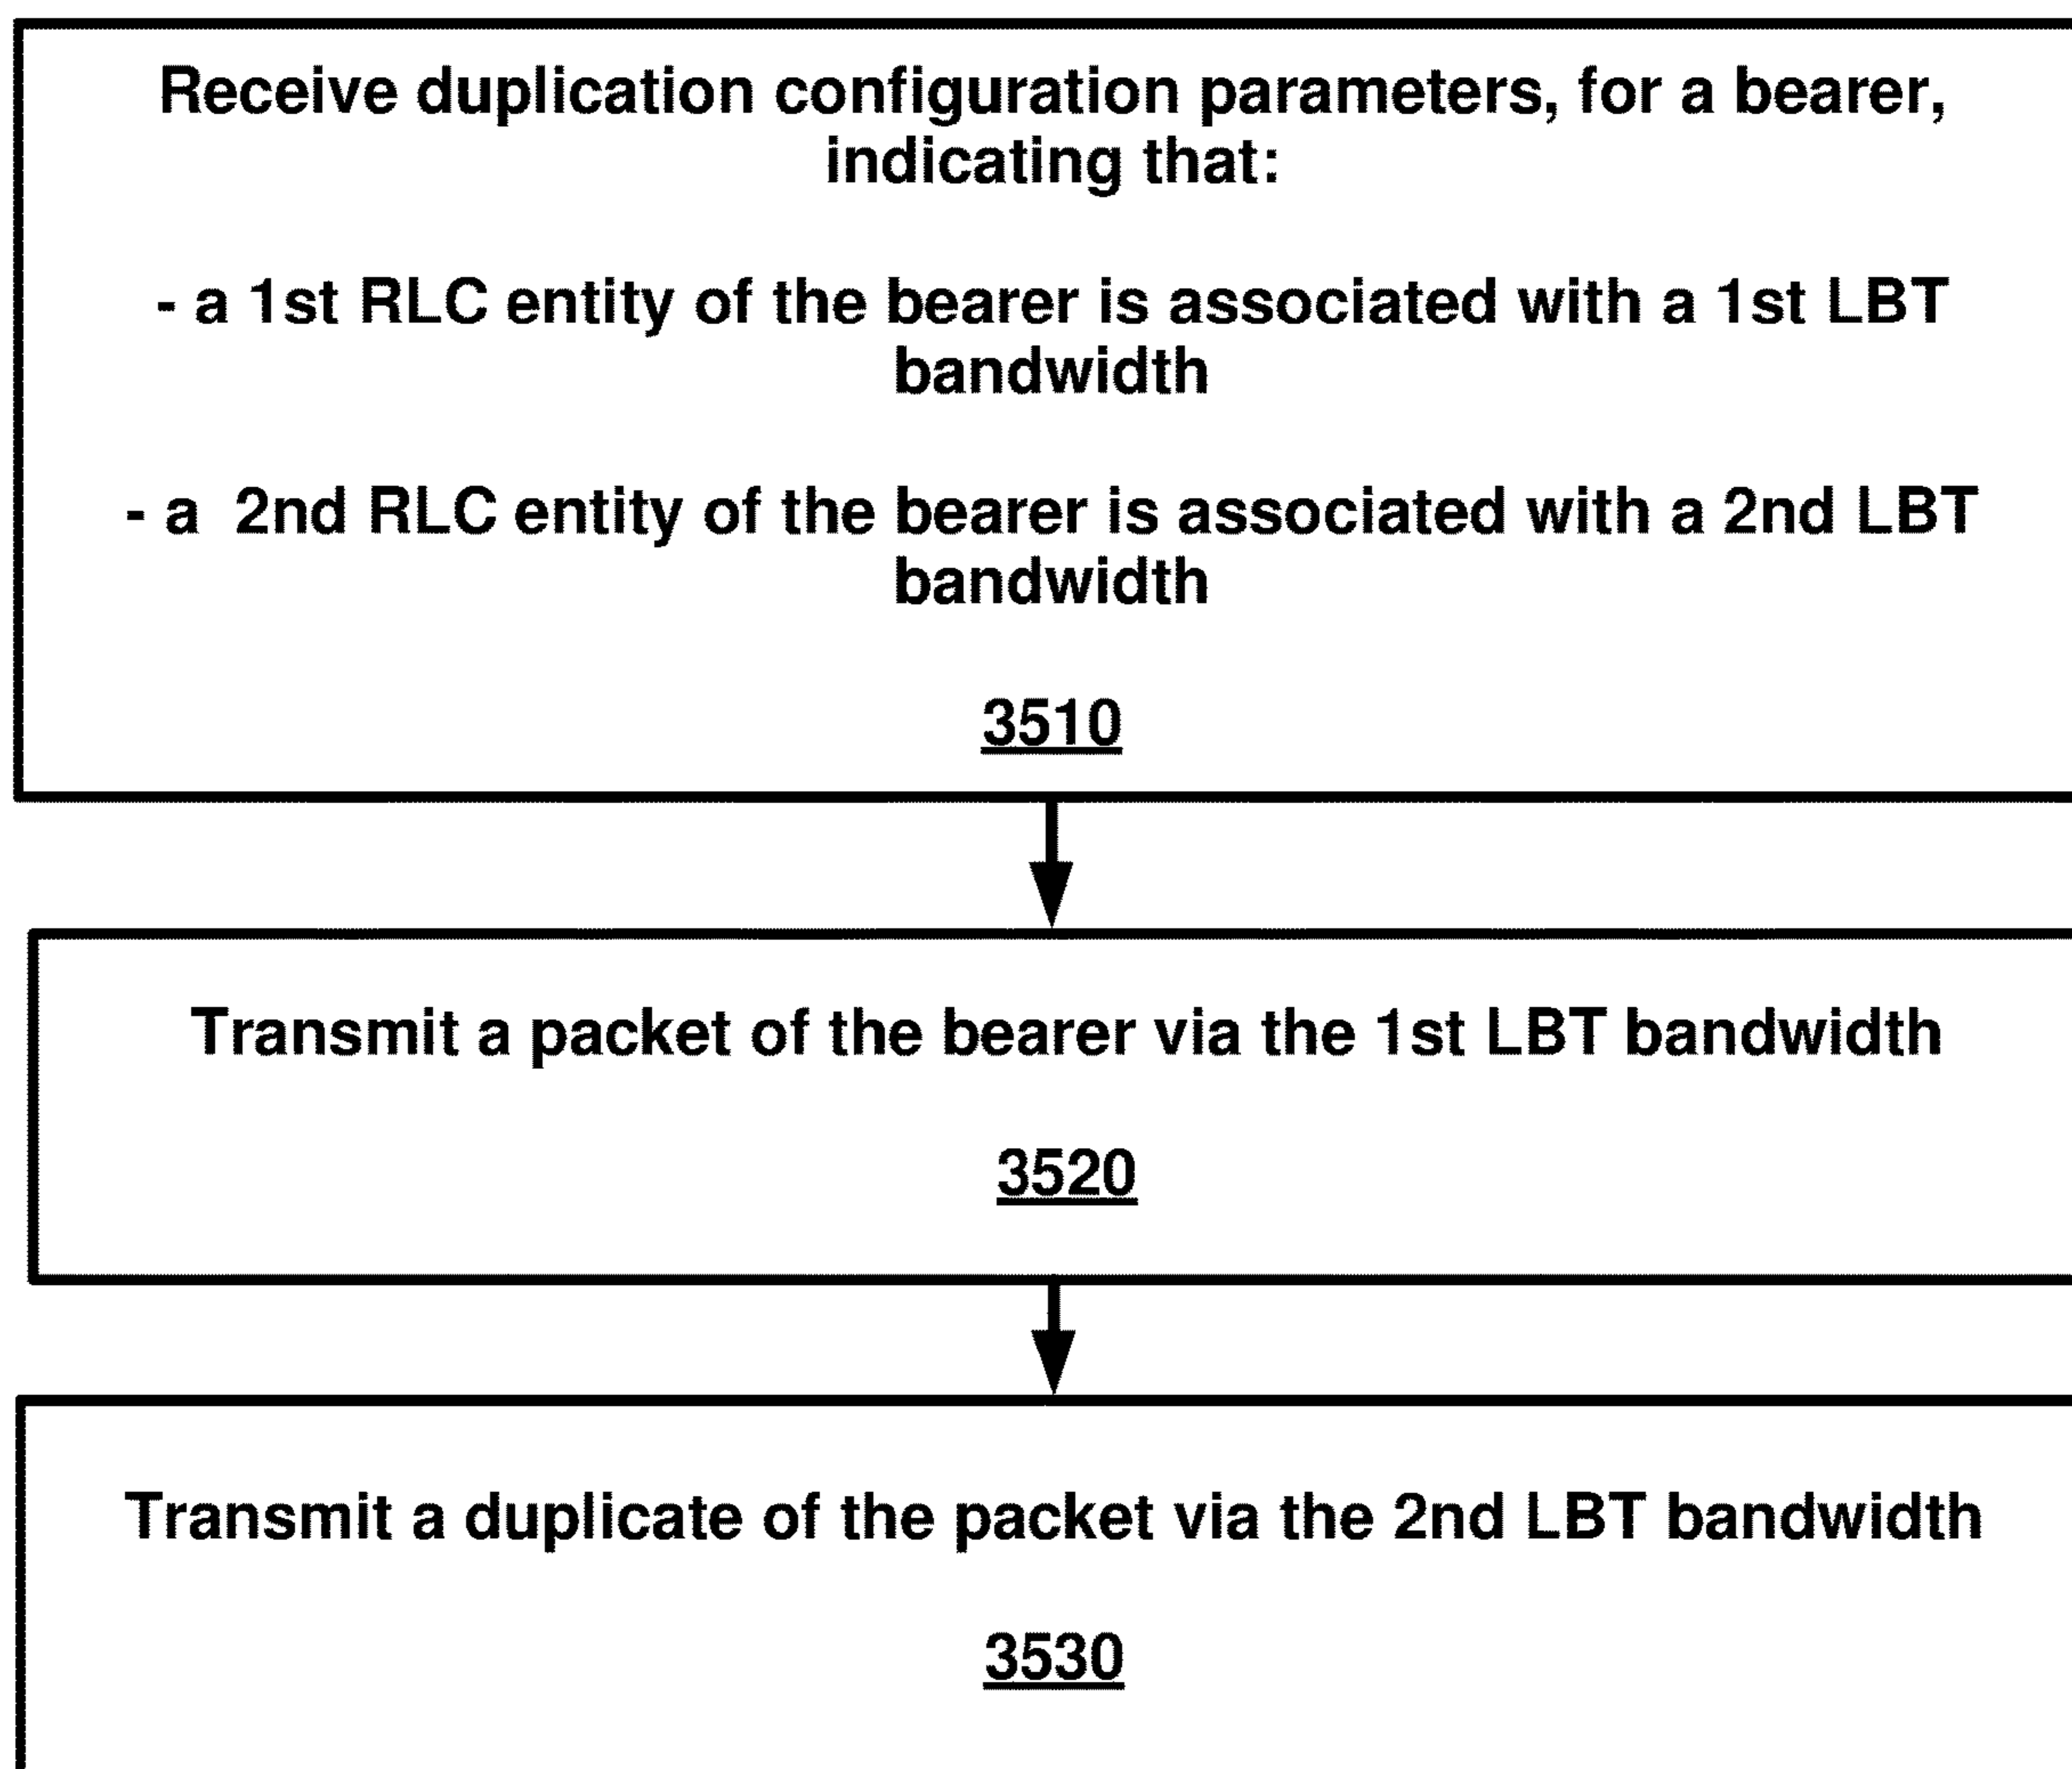 Receive duplication configuration parameters, for a bearer,
indicating that:
- a 1st RLC entity of the bearer is associated with a 1st LBT
bandwidth
- a  2nd RLC entity of the bearer is associated with a 2nd LBT
bandwidth
3510
Transmit a packet of the bearer via the 1st LBT bandwidth
3520
Transmit a duplicate of the packet via the 2nd LBT bandwidth
3530